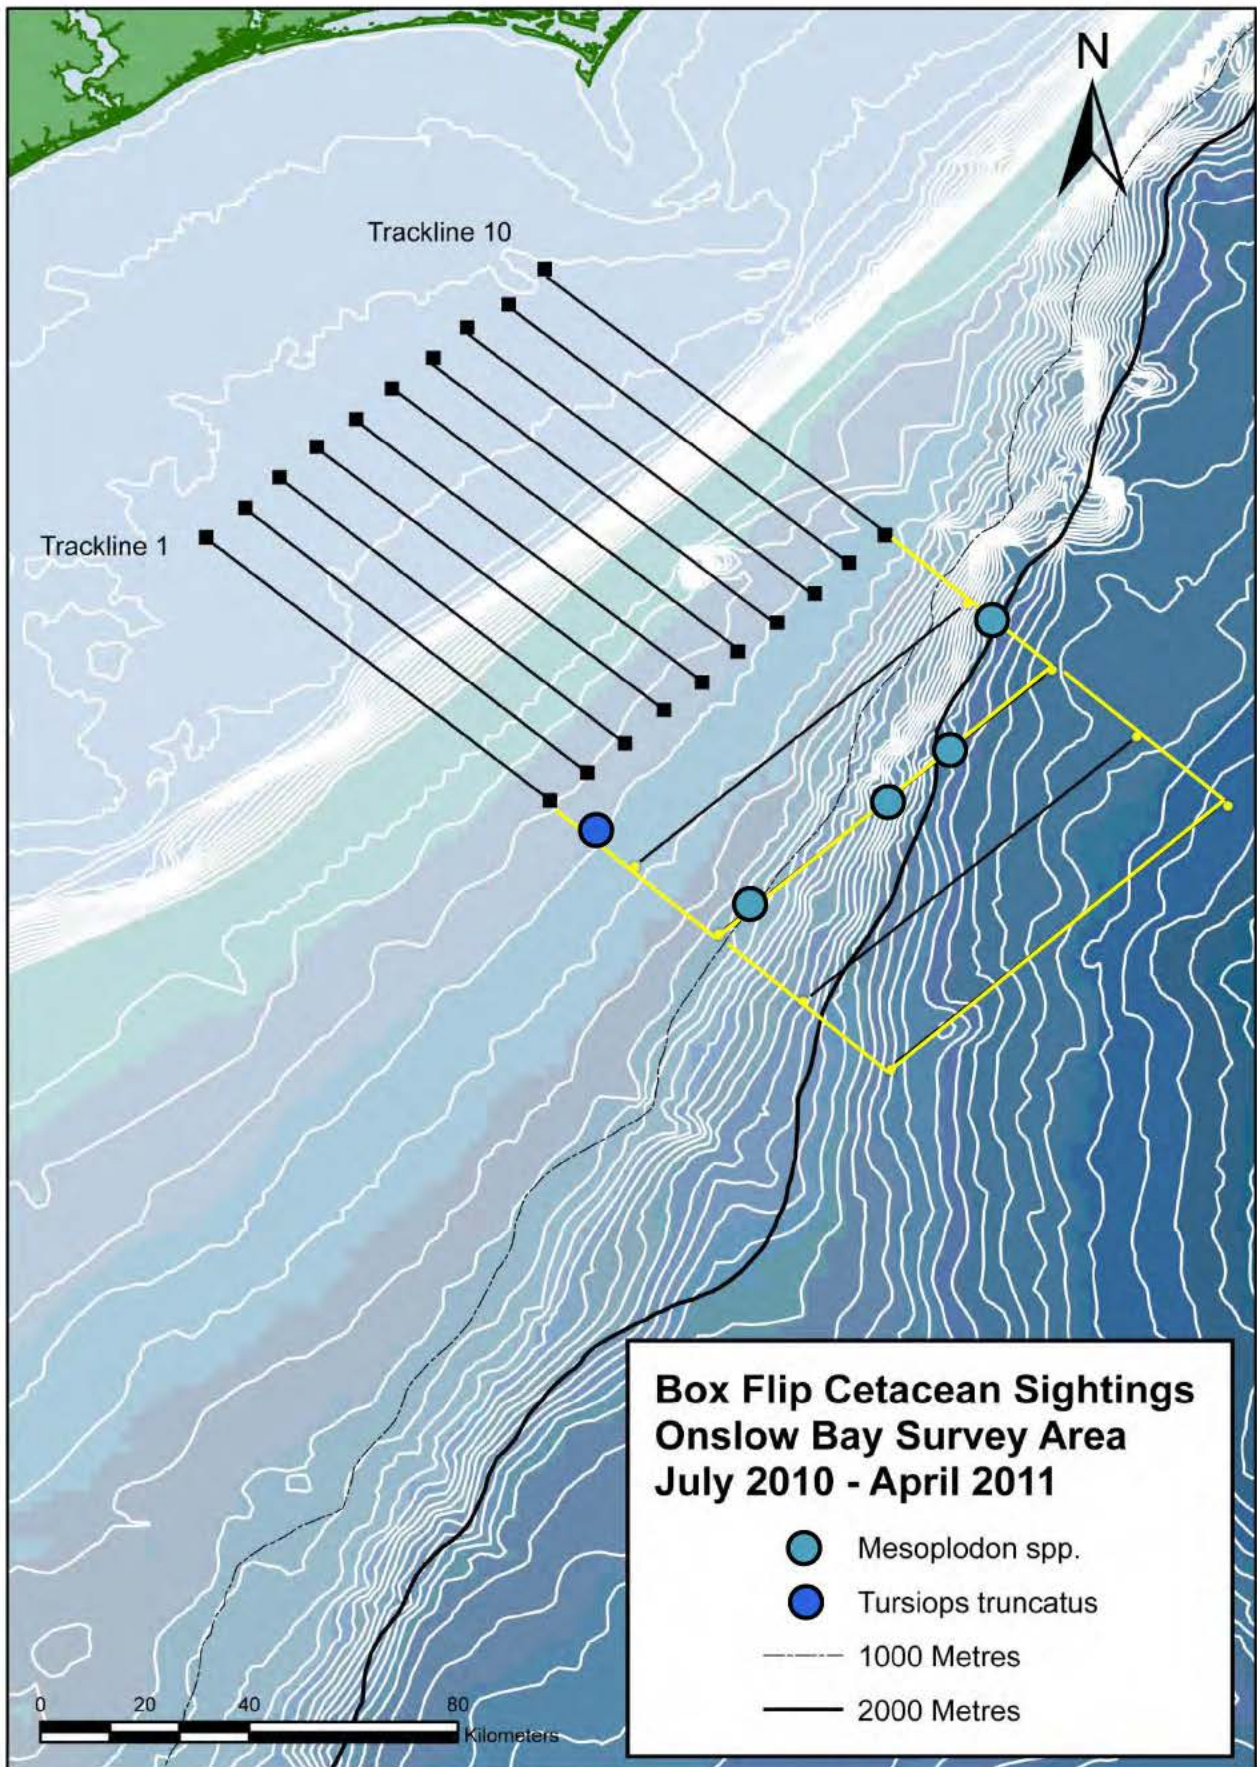 N
Trackline 10
Trackline 1
Box Flip Cetacean Sightings
Onslow Bay Survey Area
July 2010 - April 2011
Mesoplodon spp.
Tursiops truncatus
1000 Metres
2000 Metres
0 20 40 80
Kilometers